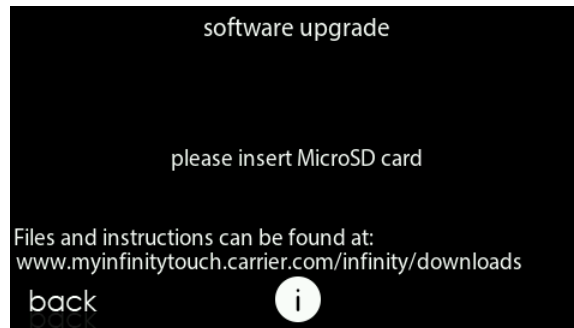 software upgrade
please insert MicroSD card
Files and instructions can be found at:
www.myinfinitytouch.carrier.com/infinity/downloads
back
i